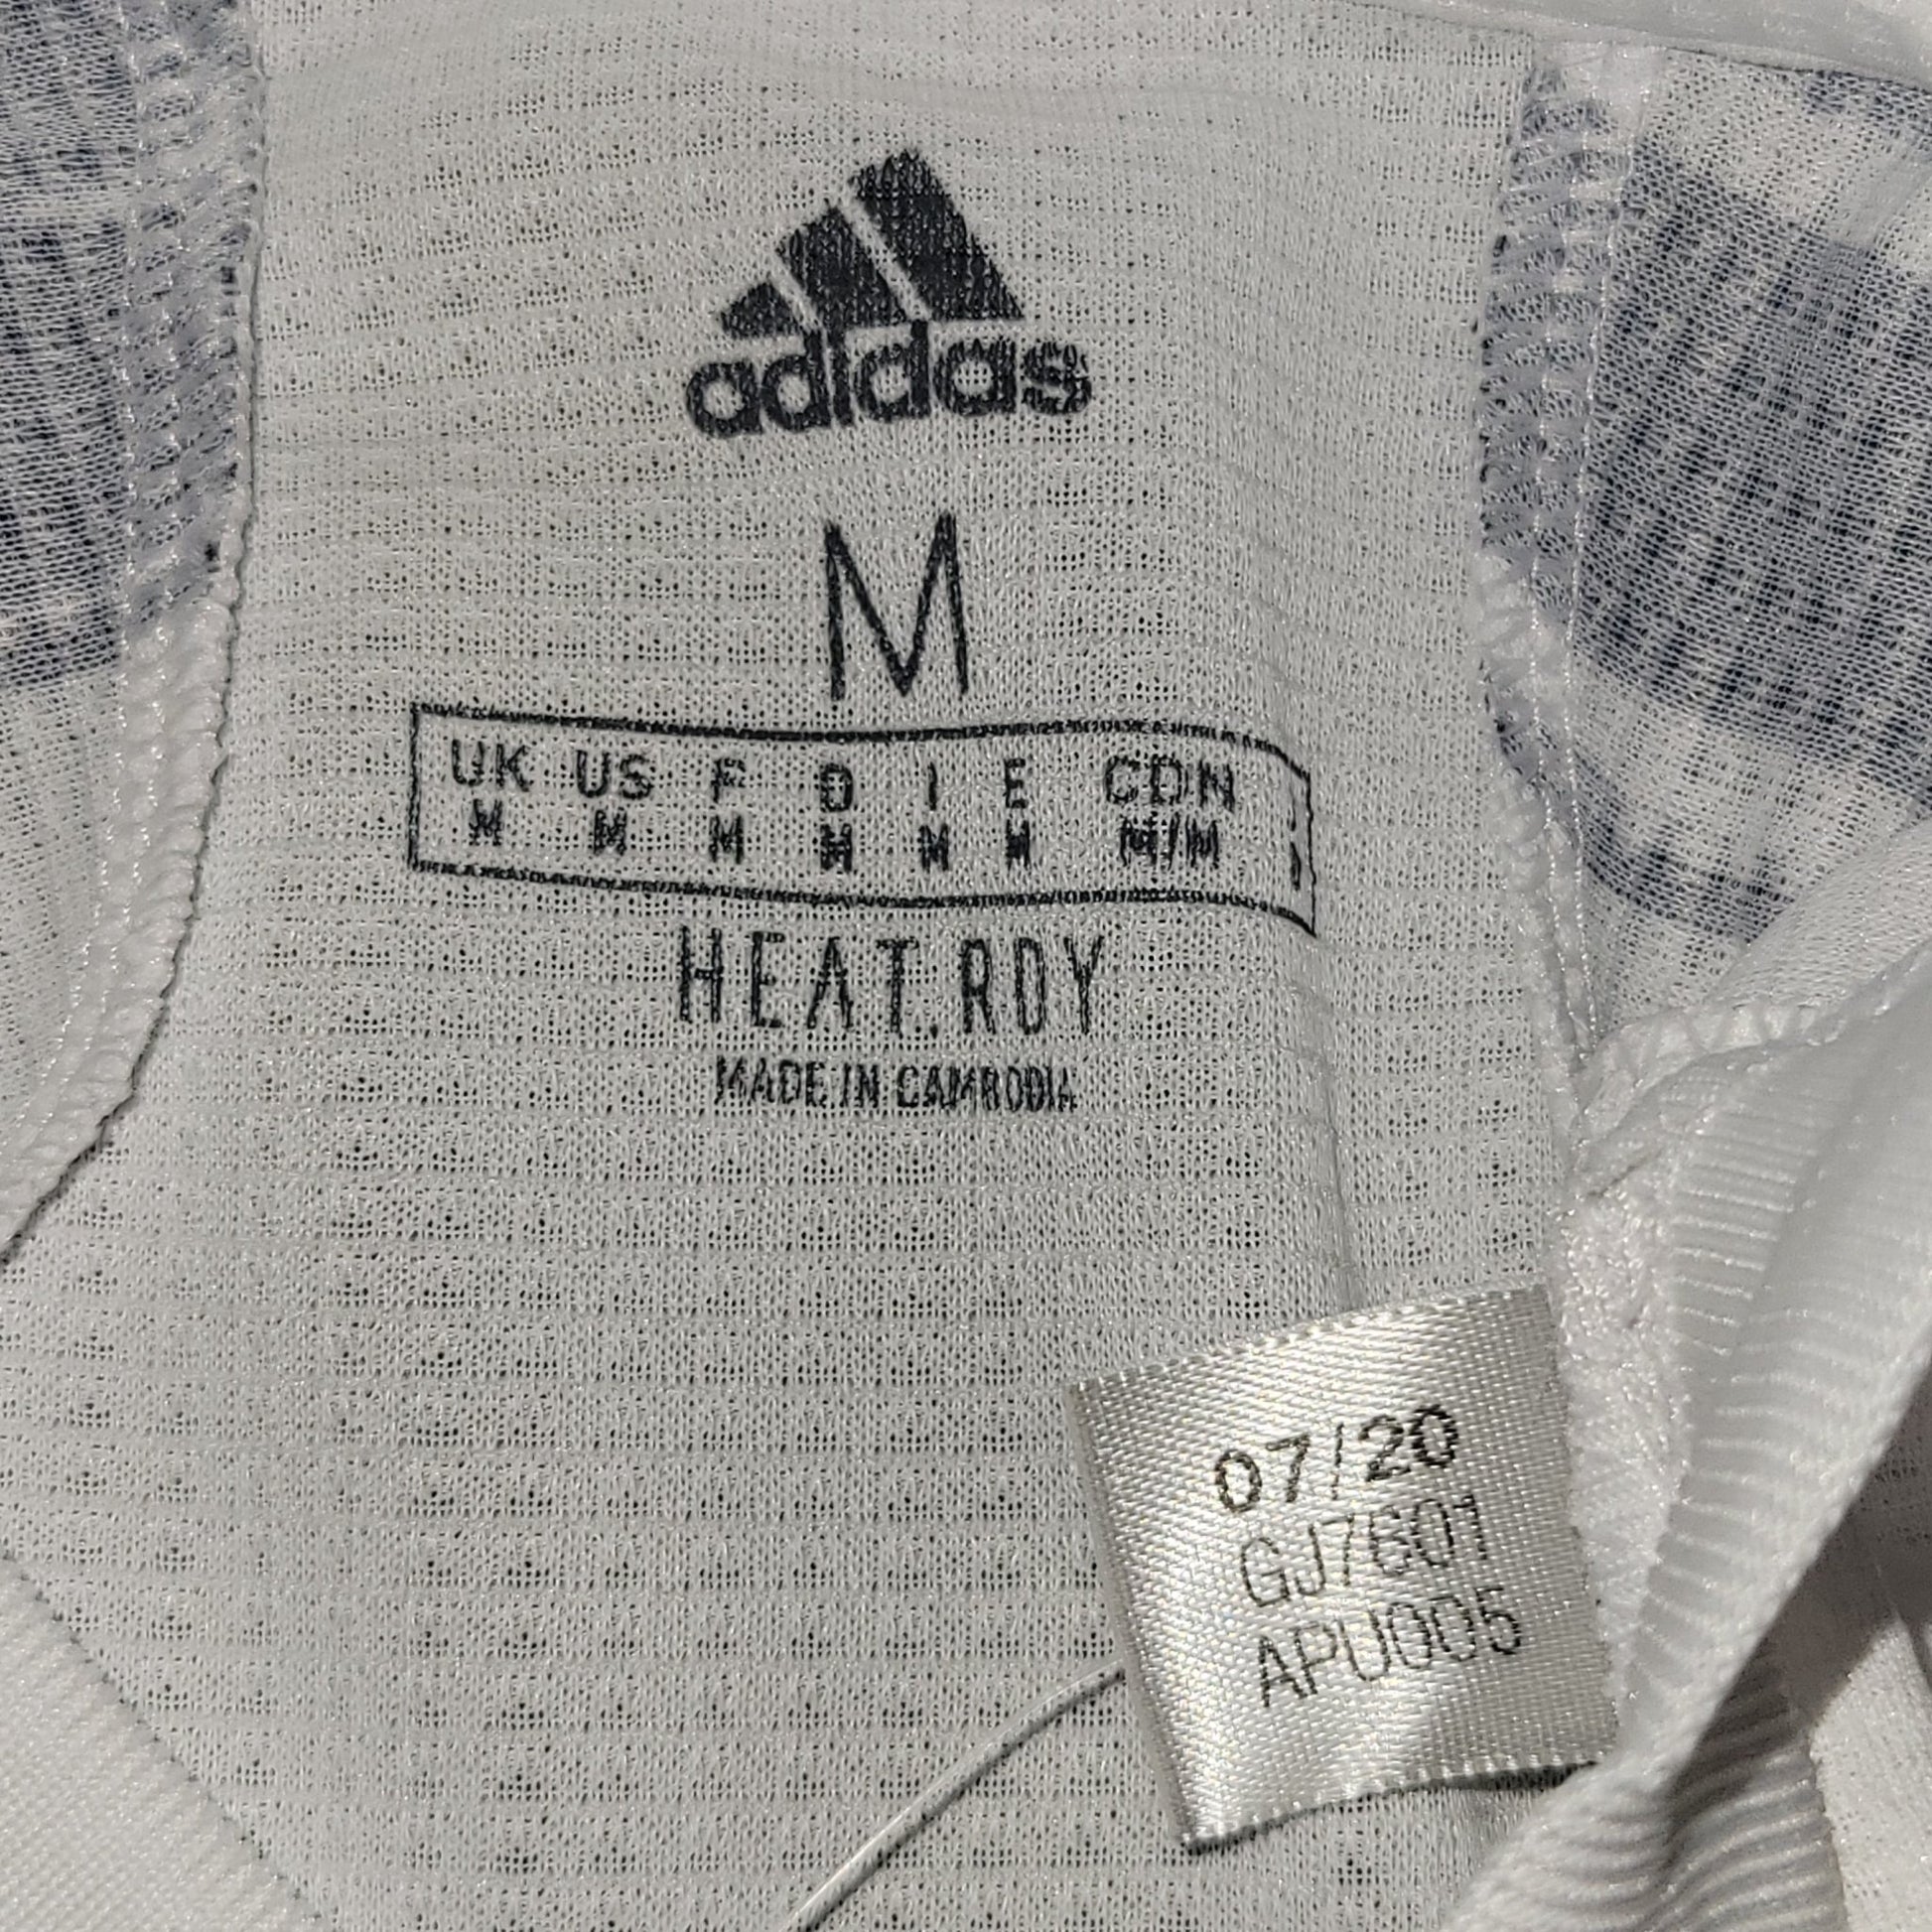 adidas
M
UK US F D I E CDN
M M M M M M M/M
HEAT.RDY
MADE IN CAMBODIA
07/20
GJ7601
APU005